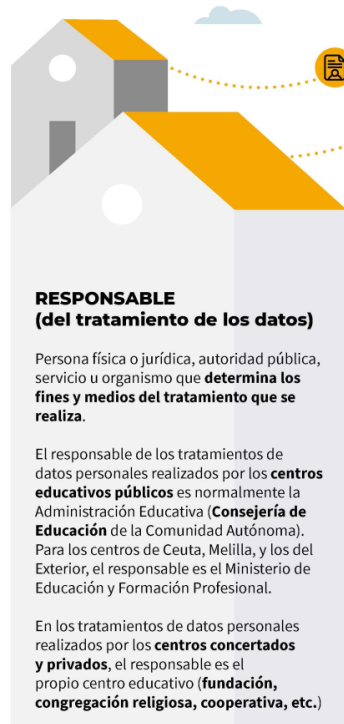 RESPONSABLE
(del tratamiento de los datos)
Persona física o jurídica, autoridad pública,
servicio u organismo que determina los
fines y medios del tratamiento que se
realiza.
El responsable de los tratamientos de
datos personales realizados por los centros
educativos públicos es normalmente la
Administración Educativa (Consejería de
Educación de la Comunidad Autónoma).
Para los centros de Ceuta, Melilla, y los del
Exterior, el responsable es el Ministerio de
Educación y Formación Profesional.
En los tratamientos de datos personales
realizados por los centros concertados
y privados, el responsable es el
propio centro educativo (fundación,
congregación religiosa, cooperativa, etc.)